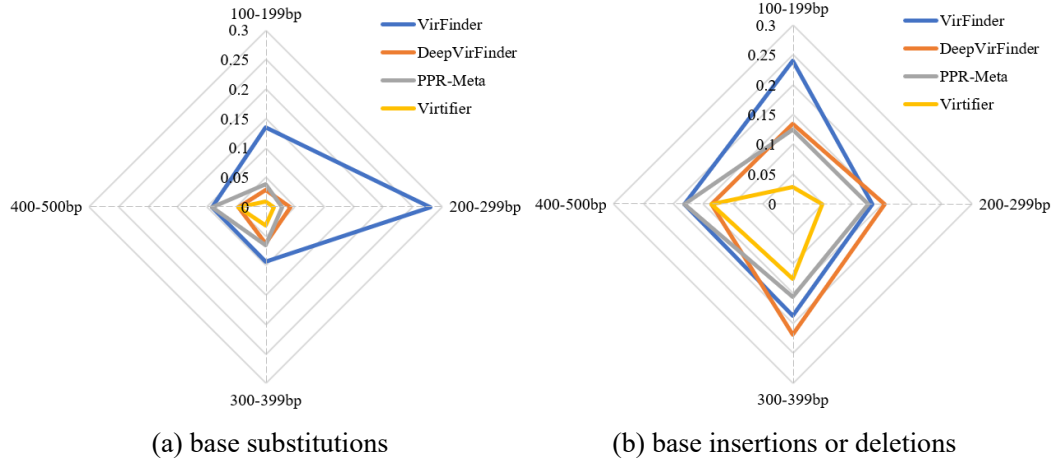 100-199bp
0.3
0.25
0.2
0.15
0.1
0.05
0
400-500bp
200-299bp
300-399bp
VirFinder
DeepVirFinder
PPR-Meta
Virtifier
(a) base substitutions
100-199bp
0.3
0.25
0.2
0.15
0.1
0.05
0
400-500bp
200-299bp
300-399bp
VirFinder
DeepVirFinder
PPR-Meta
Virtifier
(b) base insertions or deletions